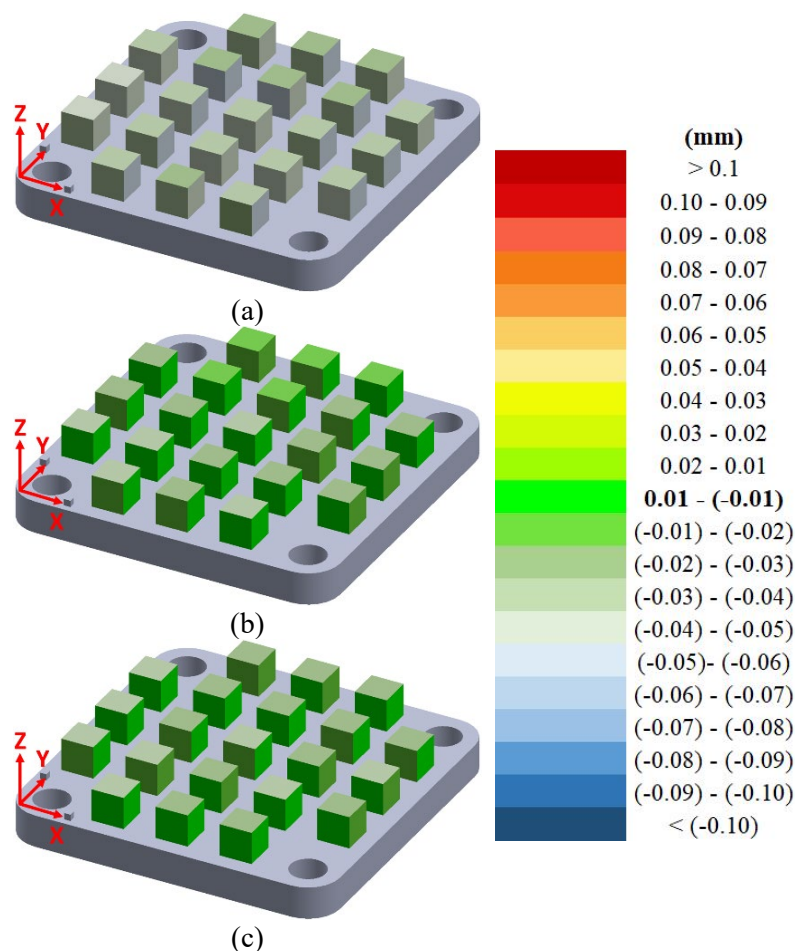 Z
Y
X
(a)
Z
Y
X
(b)
Z
Y
X
(c)
(mm)
> 0.1
0.10 - 0.09
0.09 - 0.08
0.08 - 0.07
0.07 - 0.06
0.06 - 0.05
0.05 - 0.04
0.04 - 0.03
0.03 - 0.02
0.02 - 0.01
0.01 - (-0.01)
(-0.01) - (-0.02)
(-0.02) - (-0.03)
(-0.03) - (-0.04)
(-0.04) - (-0.05)
(-0.05)- (-0.06)
(-0.06) - (-0.07)
(-0.07) - (-0.08)
(-0.08) - (-0.09)
(-0.09) - (-0.10)
< (-0.10)